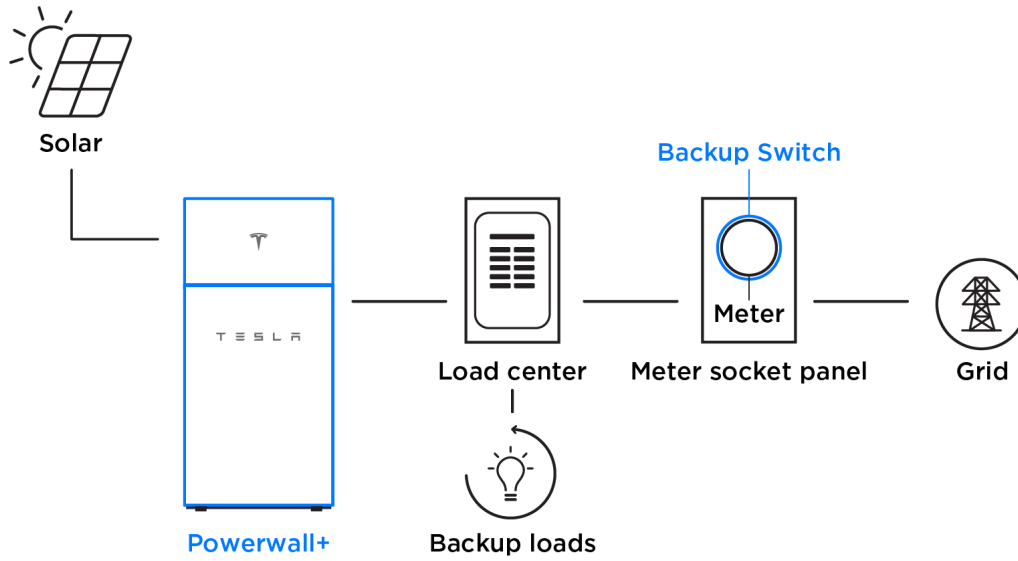 Solar
Backup Switch
TESLA
Meter
Load center
Meter socket panel
Grid
Powerwall+
Backup loads